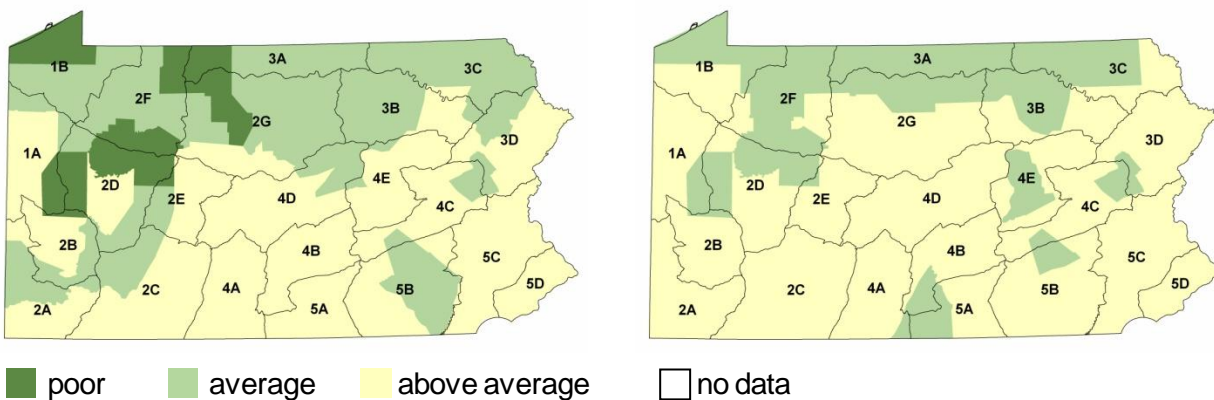 1B
3A
3C
2F
3B
2G
3D
1A
2D
4E
2E
4D
4C
2B
4B
5C
2C
4A
5B
5D
2A
5A
1B
3A
3C
2F
3B
2G
3D
1A
4E
2D
2E
4D
4C
2B
4B
5C
2C
4A
5B
5D
2A
5A
poor average above average no data